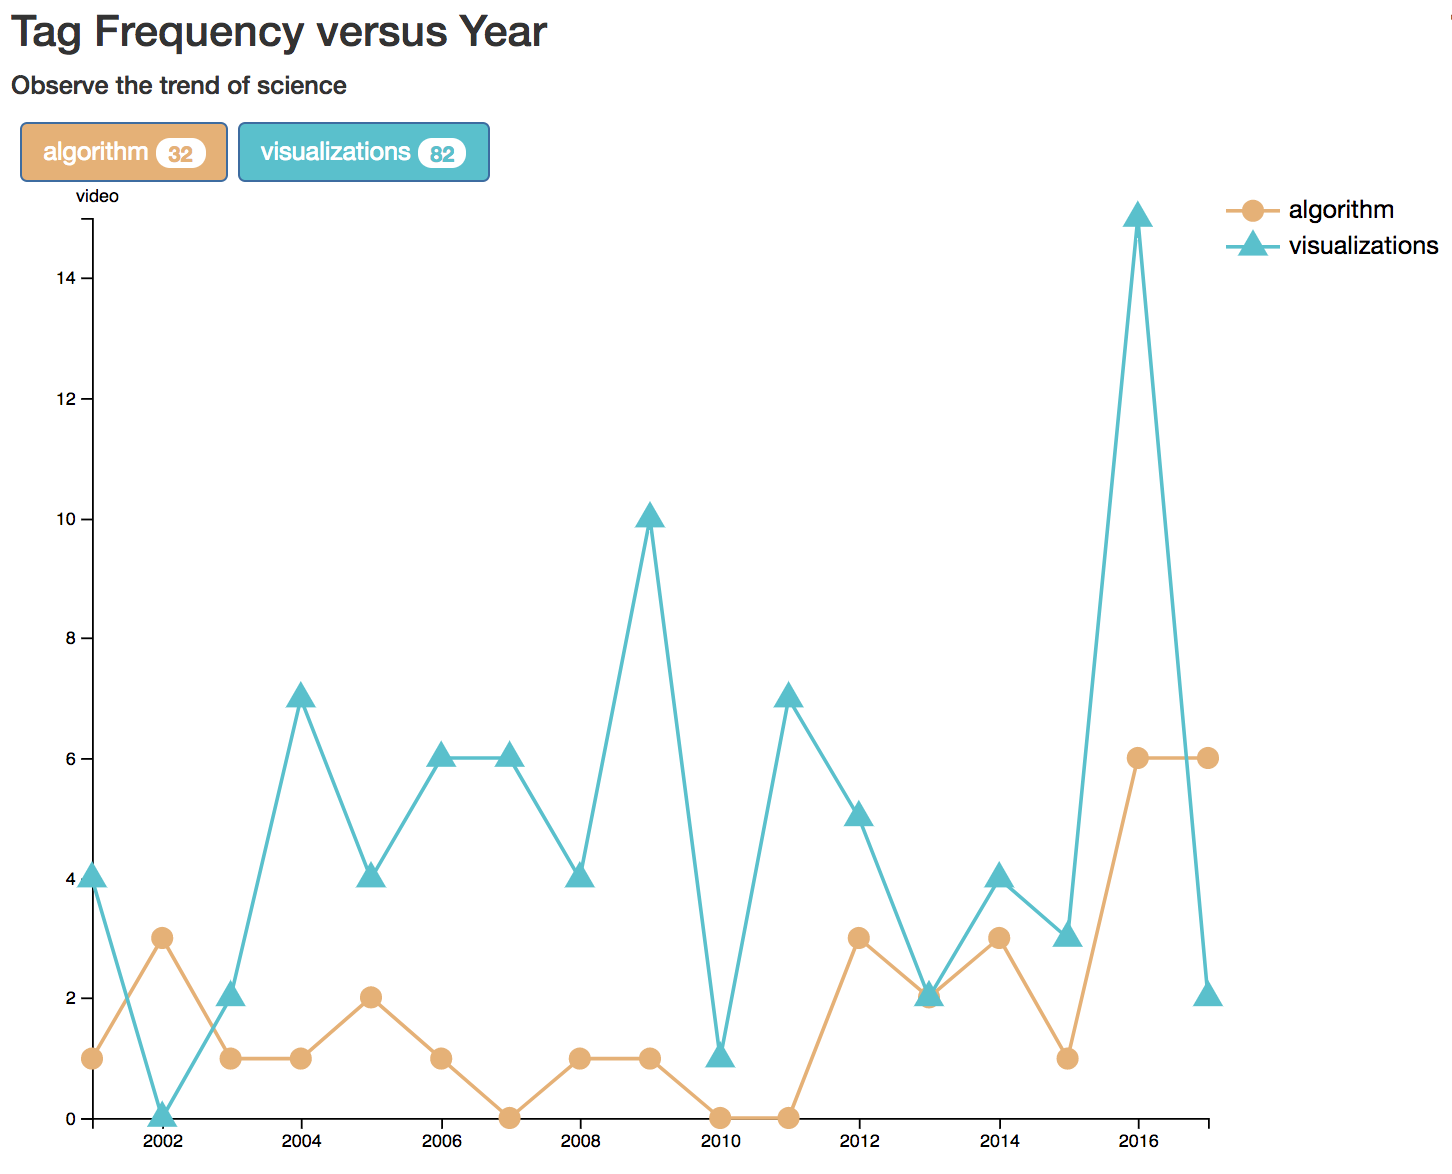 Tag Frequency versus Year
Observe the trend of science
algorithm 32 visualizations 82
video
algorithm
visualizations
14
12
10
8
6
4
2
0
2002 2004 2006 2008 2010 2012 2014 2016